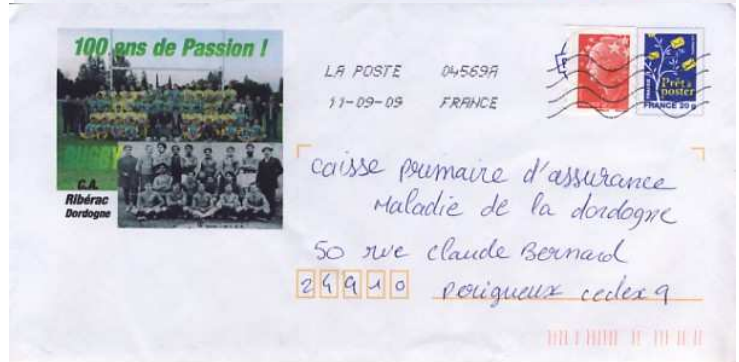 100 ans de Passion !
RUGBY
C.A.
Ribérac
Dordogne
LA POSTE 04569A
11-09-09 FRANCE
Prêt à
poster
FRANCE 20 g
caisse primaire d'assurance
Maladie de la dordogne
50 rue Claude Bernard
24910 perigueux cedex 9